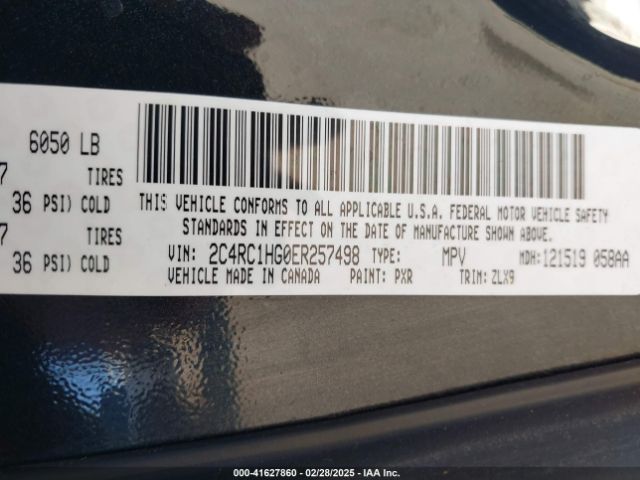 6050 LB
7 TIRES
36 PSI) COLD
7 TIRES
36 PSI) COLD
THIS VEHICLE CONFORMS TO ALL APPLICABLE U.S.A. FEDERAL MOTOR VEHICLE SAFETY
STANDARDS IN EFFECT ON THE DATE OF MANUFACTURE SHOWN ABOVE.
VIN: 2C4RC1HG0ER257498 TYPE: MPV MDH:121519 058AA
VEHICLE MADE IN CANADA PAINT: PXR TRIM: ZLX9
000-41627860 - 02/28/2025 - IAA Inc.